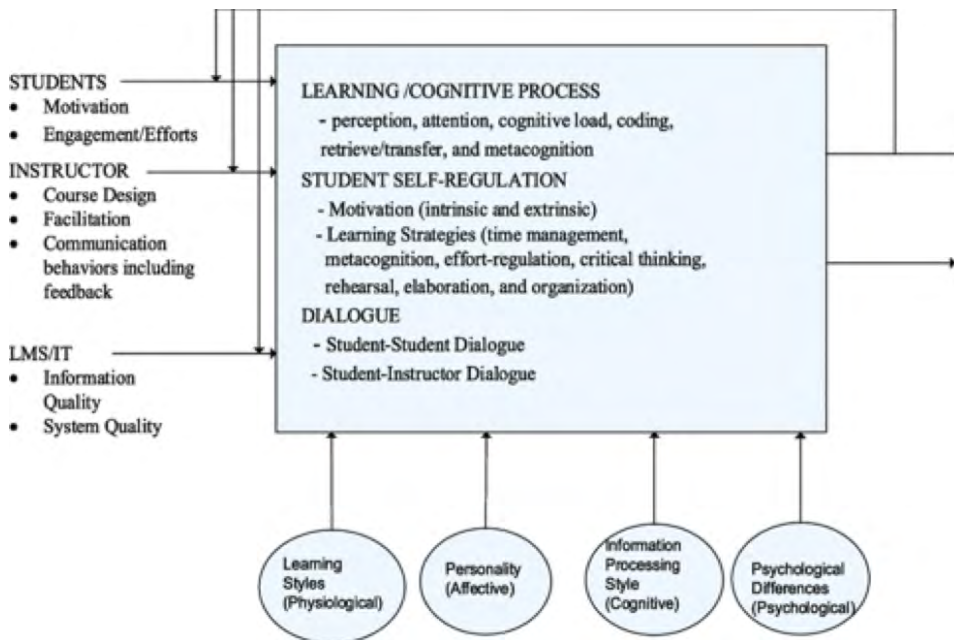 STUDENTS
• Motivation
• Engagement/Efforts
INSTRUCTOR
• Course Design
• Facilitation
• Communication
behaviors including
feedback
LMS/IT
• Information
Quality
• System Quality
LEARNING /COGNITIVE PROCESS
- perception, attention, cognitive load, coding,
retrieve/transfer, and metacognition
STUDENT SELF-REGULATION
- Motivation (intrinsic and extrinsic)
- Learning Strategies (time management,
metacognition, effort-regulation, critical thinking,
rehearsal, elaboration, and organization)
DIALOGUE
- Student-Student Dialogue
- Student-Instructor Dialogue
Learning
Styles
(Physiological)
Personality
(Affective)
Information
Processing
Style
(Cognitive)
Psychological
Differences
(Psychological)